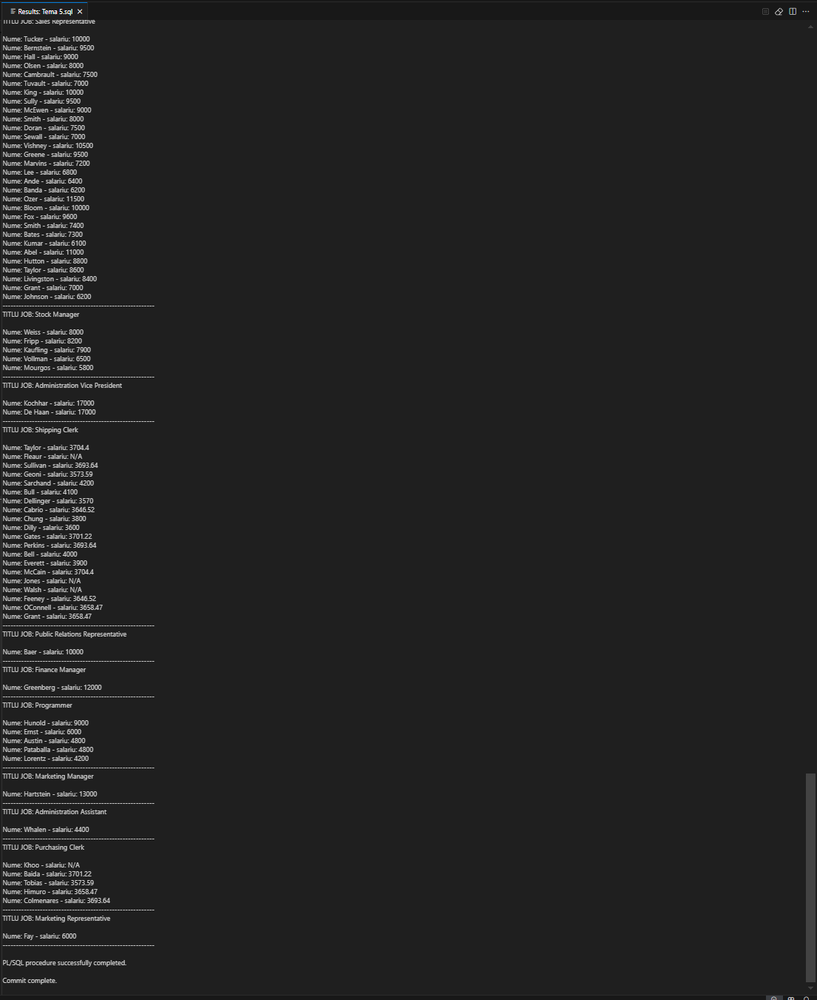 Results: Tema 5.sql
TITLU JOB: Sales Representative
Nume: Tucker - salariu: 10000
Nume: Bernstein - salariu: 9500
Nume: Hall - salariu: 9000
Nume: Olsen - salariu: 8000
Nume: Cambrault - salariu: 7500
Nume: Tuvault - salariu: 7000
Nume: King - salariu: 10000
Nume: Sully - salariu: 9500
Nume: McEwen - salariu: 9000
Nume: Smith - salariu: 8000
Nume: Doran - salariu: 7500
Nume: Sewall - salariu: 7000
Nume: Vishney - salariu: 10500
Nume: Greene - salariu: 9500
Nume: Marvins - salariu: 7200
Nume: Lee - salariu: 6800
Nume: Ande - salariu: 6400
Nume: Banda - salariu: 6200
Nume: Ozer - salariu: 11500
Nume: Bloom - salariu: 10000
Nume: Fox - salariu: 9600
Nume: Smith - salariu: 7400
Nume: Bates - salariu: 7300
Nume: Kumar - salariu: 6100
Nume: Abel - salariu: 11000
Nume: Hutton - salariu: 8800
Nume: Taylor - salariu: 8600
Nume: Livingston - salariu: 8400
Nume: Grant - salariu: 7000
Nume: Johnson - salariu: 6200
----------------------------------------------------------
TITLU JOB: Stock Manager
Nume: Weiss - salariu: 8000
Nume: Fripp - salariu: 8200
Nume: Kaufling - salariu: 7900
Nume: Vollman - salariu: 6500
Nume: Mourgos - salariu: 5800
----------------------------------------------------------
TITLU JOB: Administration Vice President
Nume: Kochhar - salariu: 17000
Nume: De Haan - salariu: 17000
----------------------------------------------------------
TITLU JOB: Shipping Clerk
Nume: Taylor - salariu: 3704.4
Nume: Fleaur - salariu: N/A
Nume: Sullivan - salariu: 3693.64
Nume: Geoni - salariu: 3573.59
Nume: Sarchand - salariu: 4200
Nume: Bull - salariu: 4100
Nume: Dellinger - salariu: 3570
Nume: Cabrio - salariu: 3646.52
Nume: Chung - salariu: 3800
Nume: Dilly - salariu: 3600
Nume: Gates - salariu: 3701.22
Nume: Perkins - salariu: 3693.64
Nume: Bell - salariu: 4000
Nume: Everett - salariu: 3900
Nume: McCain - salariu: 3704.4
Nume: Jones - salariu: N/A
Nume: Walsh - salariu: N/A
Nume: Feeney - salariu: 3646.52
Nume: OConnell - salariu: 3658.47
Nume: Grant - salariu: 3658.47
----------------------------------------------------------
TITLU JOB: Public Relations Representative
Nume: Baer - salariu: 10000
----------------------------------------------------------
TITLU JOB: Finance Manager
Nume: Greenberg - salariu: 12000
----------------------------------------------------------
TITLU JOB: Programmer
Nume: Hunold - salariu: 9000
Nume: Ernst - salariu: 6000
Nume: Austin - salariu: 4800
Nume: Pataballa - salariu: 4800
Nume: Lorentz - salariu: 4200
----------------------------------------------------------
TITLU JOB: Marketing Manager
Nume: Hartstein - salariu: 13000
----------------------------------------------------------
TITLU JOB: Administration Assistant
Nume: Whalen - salariu: 4400
----------------------------------------------------------
TITLU JOB: Purchasing Clerk
Nume: Khoo - salariu: N/A
Nume: Baida - salariu: 3701.22
Nume: Tobias - salariu: 3573.59
Nume: Himuro - salariu: 3658.47
Nume: Colmenares - salariu: 3693.64
----------------------------------------------------------
TITLU JOB: Marketing Representative
Nume: Fay - salariu: 6000
----------------------------------------------------------
PL/SQL procedure successfully completed.
Commit complete.